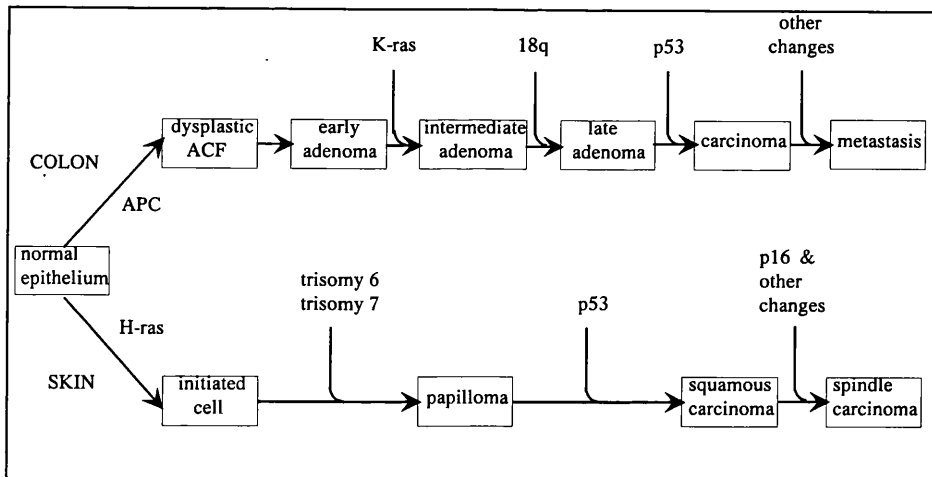 K-ras
18q
p53
other
changes
dysplastic
ACF
early
adenoma
intermediate
adenoma
late
adenoma
carcinoma
metastasis
COLON
APC
normal
epithelium
H-ras
SKIN
trisomy 6
trisomy 7
p53
p16 &
other
changes
initiated
cell
papilloma
squamous
carcinoma
spindle
carcinoma